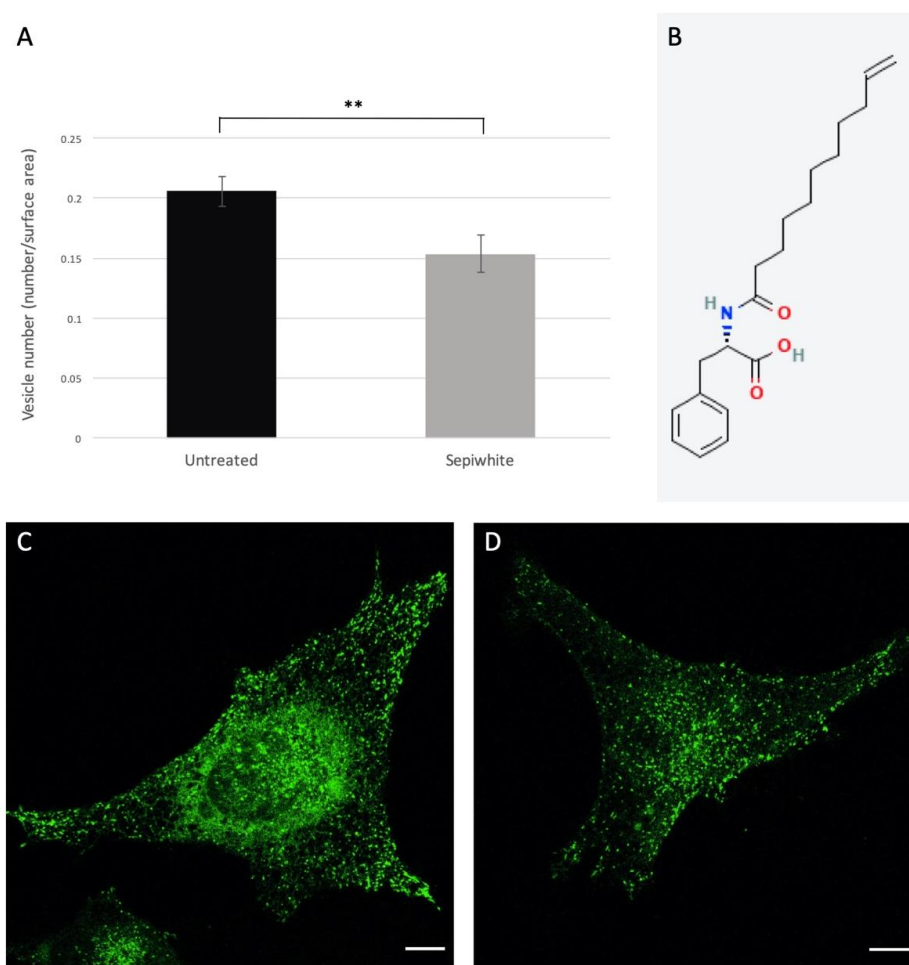 A
**
0.25
0.2
0.15
0.1
0.05
0
Vesicle number (number/surface area)
Untreated
Sepiwhite
B
H
N
O
O
H
O
C
D